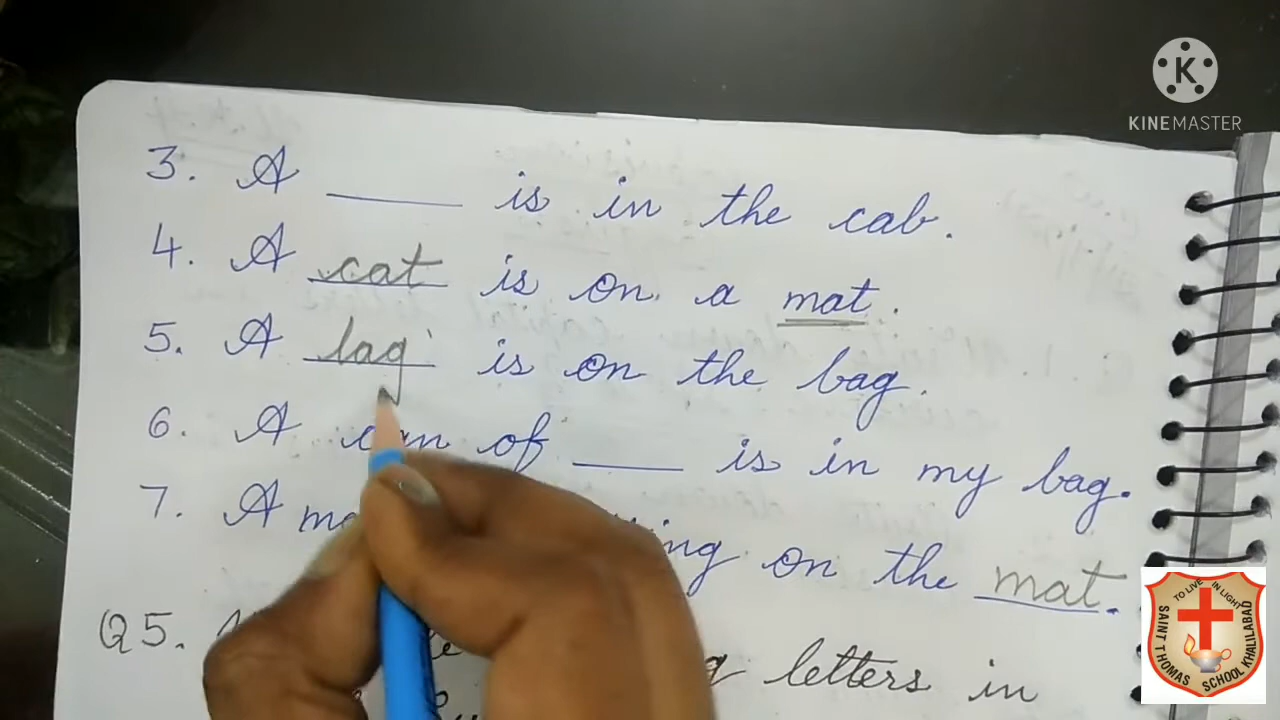 KINEMASTER
3. A ____ is in the cab.
4. A cat is on a mat.
5. A lag is on the bag.
6. A can of ____ is in my bag.
7. A on the mat.
Q5. letters in
TO LIVE IN LIGHT
SAINT THOMAS SCHOOL KHALILABAD